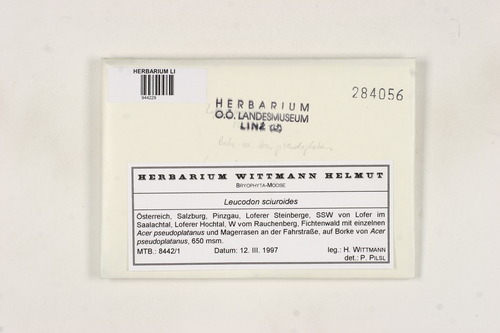 HERBARIUM LI
944229
284056
HERBARIUM
O.Ö. LANDESMUSEUM
LINZ
HERBARIUM WITTMANN HELMUT
BRYOPHYTA-MOOSE
Leucodon sciuroides
Österreich, Salzburg, Pinzgau, Loferer Steinberge, SSW von Lofer im
Saalachtal, Loferer Hochtal, W vom Rauchenberg, Fichtenwald mit einzelnen
Acer pseudoplatanus und Magerrasen an der Fahrstraße, auf Borke von Acer
pseudoplatanus, 650 msm.
MTB.: 8442/1 Datum: 12. III. 1997 leg.: H. WITTMANN
det.: P. PILSL